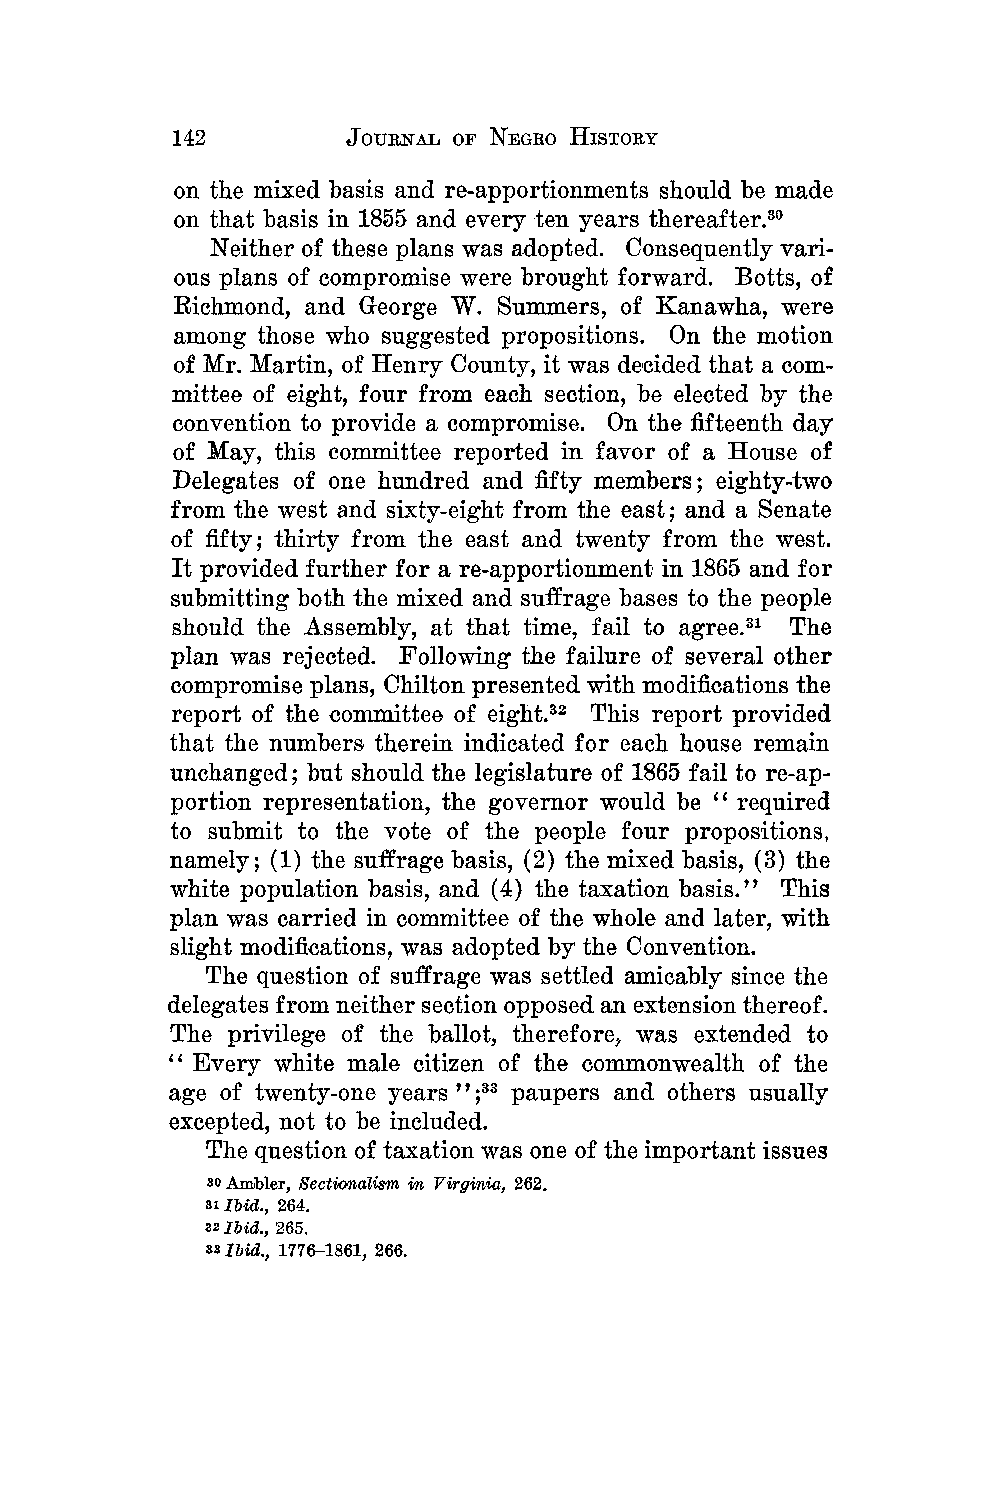 142 JOURNAL OF NEGRO HISTORY
on the mixed basis and re-apportionments should be made
on that basis in 1855 and every ten years thereafter.³⁰
Neither of these plans was adopted. Consequently vari-
ous plans of compromise were brought forward. Botts, of
Richmond, and George W. Summers, of Kanawha, were
among those who suggested propositions. On the motion
of Mr. Martin, of Henry County, it was decided that a com-
mittee of eight, four from each section, be elected by the
convention to provide a compromise. On the fifteenth day
of May, this committee reported in favor of a House of
Delegates of one hundred and fifty members; eighty-two
from the west and sixty-eight from the east; and a Senate
of fifty; thirty from the east and twenty from the west.
It provided further for a re-apportionment in 1865 and for
submitting both the mixed and suffrage bases to the people
should the Assembly, at that time, fail to agree.³¹ The
plan was rejected. Following the failure of several other
compromise plans, Chilton presented with modifications the
report of the committee of eight.³² This report provided
that the numbers therein indicated for each house remain
unchanged; but should the legislature of 1865 fail to re-ap-
portion representation, the governor would be “ required
to submit to the vote of the people four propositions,
namely; (1) the suffrage basis, (2) the mixed basis, (3) the
white population basis, and (4) the taxation basis.” This
plan was carried in committee of the whole and later, with
slight modifications, was adopted by the Convention.
The question of suffrage was settled amicably since the
delegates from neither section opposed an extension thereof.
The privilege of the ballot, therefore, was extended to
“ Every white male citizen of the commonwealth of the
age of twenty-one years ”;³³ paupers and others usually
excepted, not to be included.
The question of taxation was one of the important issues
³⁰ Ambler, Sectionalism in Virginia, 262.
³¹ Ibid., 264.
³² Ibid., 265.
³³ Ibid., 1776–1861, 266.